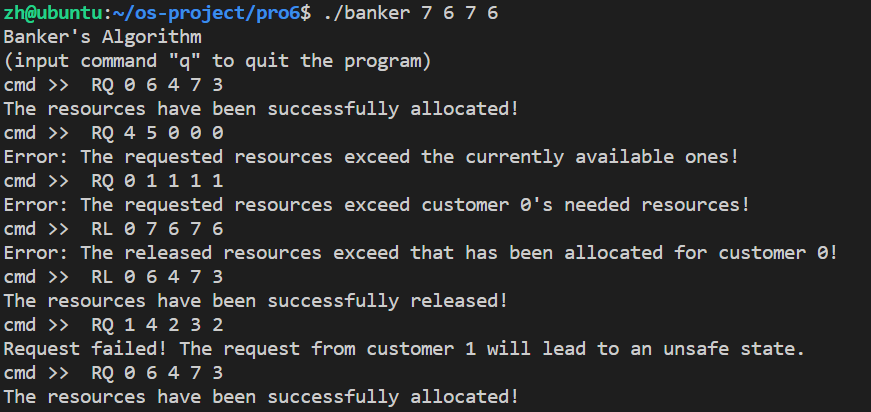 zh@ubuntu:~/os-project/pro6$ ./banker 7 6 7 6
Banker's Algorithm
(input command "q" to quit the program)
cmd >>  RQ 0 6 4 7 3
The resources have been successfully allocated!
cmd >>  RQ 4 5 0 0 0
Error: The requested resources exceed the currently available ones!
cmd >>  RQ 0 1 1 1 1
Error: The requested resources exceed customer 0's needed resources!
cmd >>  RL 0 7 6 7 6
Error: The released resources exceed that has been allocated for customer 0!
cmd >>  RL 0 6 4 7 3
The resources have been successfully released!
cmd >>  RQ 1 4 2 3 2
Request failed! The request from customer 1 will lead to an unsafe state.
cmd >>  RQ 0 6 4 7 3
The resources have been successfully allocated!